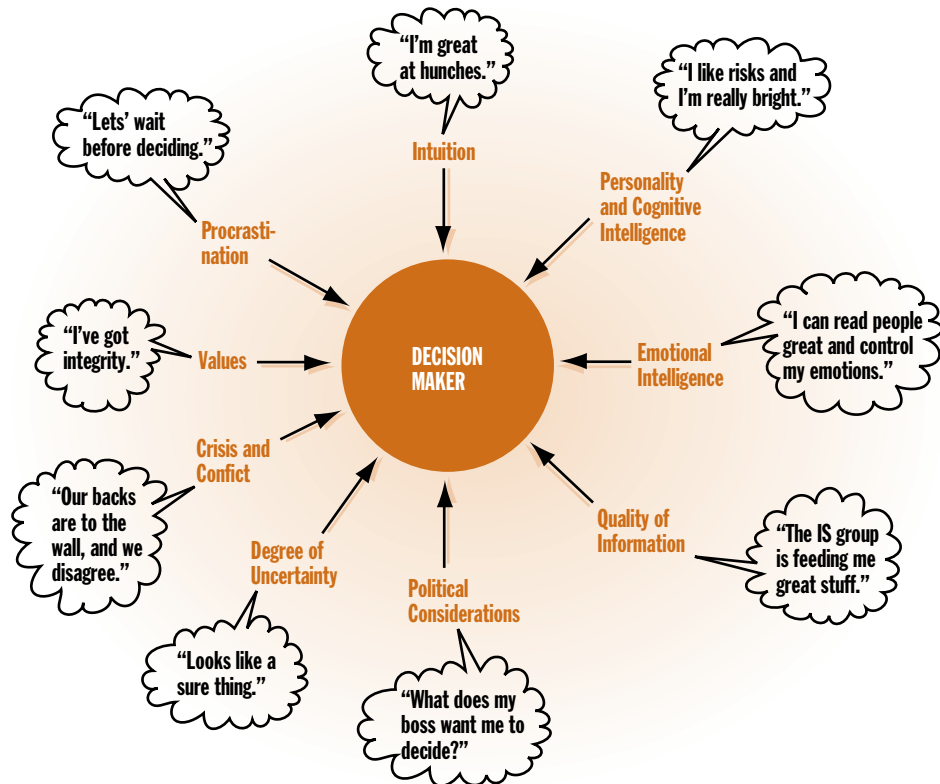 “I’m great
at hunches.”
Intuition
“I like risks and
I’m really bright.”
Personality
and Cognitive
Intelligence
“I can read people
great and control
my emotions.”
Emotional
Intelligence
“The IS group
is feeding me
great stuff.”
Quality of
Information
“What does my
boss want me to
decide?”
Political
Considerations
“Looks like a
sure thing.”
Degree of
Uncertainty
“Our backs
are to the
wall, and we
disagree.”
Crisis and
Confict
“I’ve got
integrity.”
Values
“Lets’ wait
before deciding.”
Procrasti-
nation
DECISION
MAKER